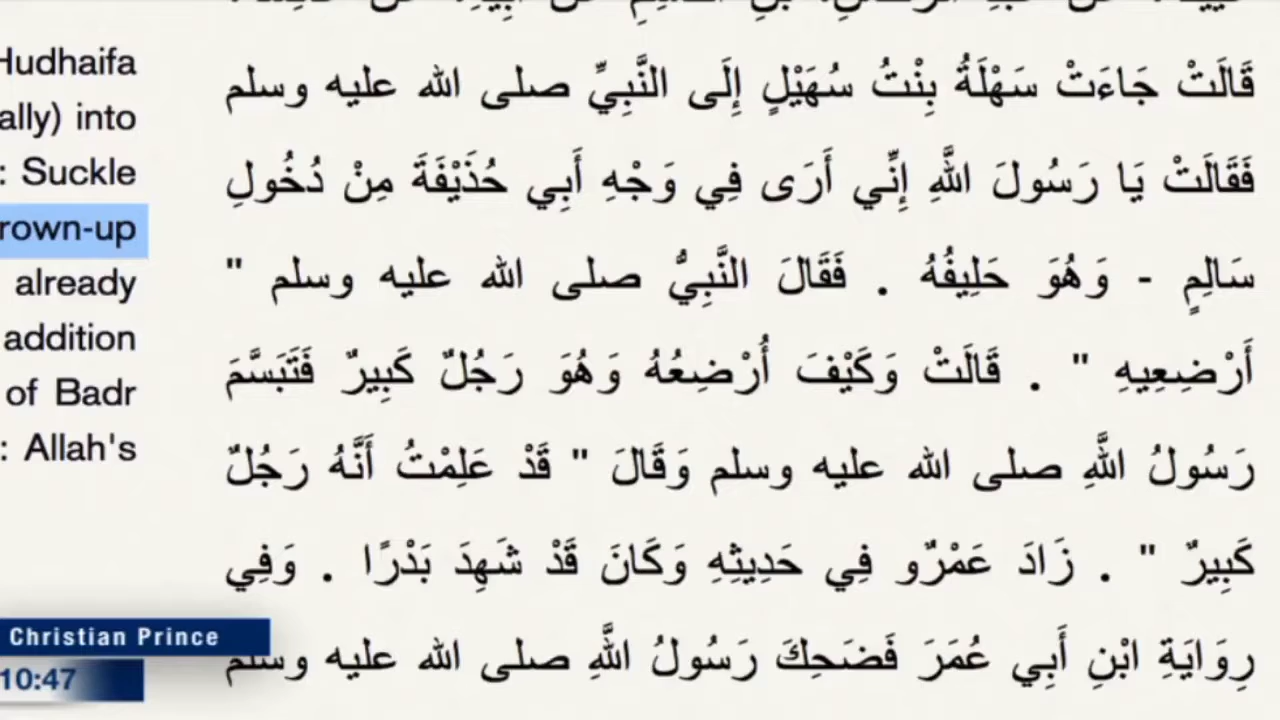 Hudhaifa
ally) into
: Suckle
rown-up
already
addition
of Badr
: Allah's
قَالَتْ جَاءَتْ سَهْلَةُ بِنْتُ سُهَيْلٍ إِلَى النَّبِيِّ صلى الله عليه وسلم
فَقَالَتْ يَا رَسُولَ اللَّهِ إِنِّي أَرَى فِي وَجْهِ أَبِي حُذَيْفَةَ مِنْ دُخُولِ
سَالِمٍ - وَهُوَ حَلِيفُهُ . فَقَالَ النَّبِيُّ صلى الله عليه وسلم "
أَرْضِعِيهِ " . قَالَتْ وَكَيْفَ أُرْضِعُهُ وَهُوَ رَجُلٌ كَبِيرٌ فَتَبَسَّمَ
رَسُولُ اللَّهِ صلى الله عليه وسلم وَقَالَ " قَدْ عَلِمْتُ أَنَّهُ رَجُلٌ
كَبِيرٌ " . زَادَ عَمْرٌو فِي حَدِيثِهِ وَكَانَ قَدْ شَهِدَ بَدْرًا . وَفِي
رِوَايَةِ ابْنِ أَبِي عُمَرَ فَضَحِكَ رَسُولُ اللَّهِ صلى الله عليه وسلم
Christian Prince
10:47